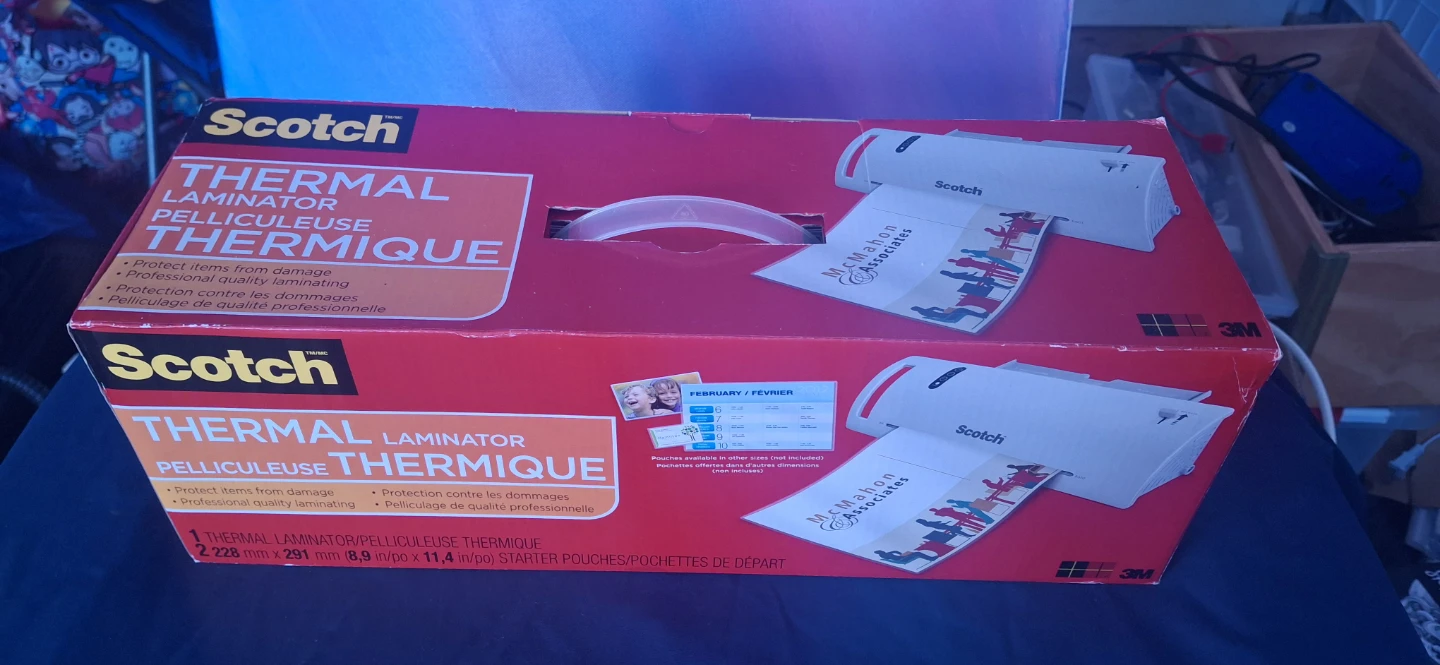 Scotch
TM/MC
THERMAL
LAMINATOR
PELLICULEUSE
THERMIQUE
• Protect items from damage
• Professional quality laminating
• Protection contre les dommages
• Pelliculage de qualité professionnelle
Scotch
McMahon
& Associates
3M
Scotch
TM/MC
THERMAL LAMINATOR
PELLICULEUSE THERMIQUE
• Protect items from damage
• Professional quality laminating
• Protection contre les dommages
• Pelliculage de qualité professionnelle
1 THERMAL LAMINATOR/PELLICULEUSE THERMIQUE
2 228 mm x 291 mm (8,9 in/po x 11,4 in/po) STARTER POUCHES/POCHETTES DE DÉPART
FEBRUARY / FÉVRIER
6
7
8
9
10
Pouches available in other sizes (not included)
Pochettes offertes dans d'autres dimensions
(non incluses)
Scotch
McMahon
& Associates
3M